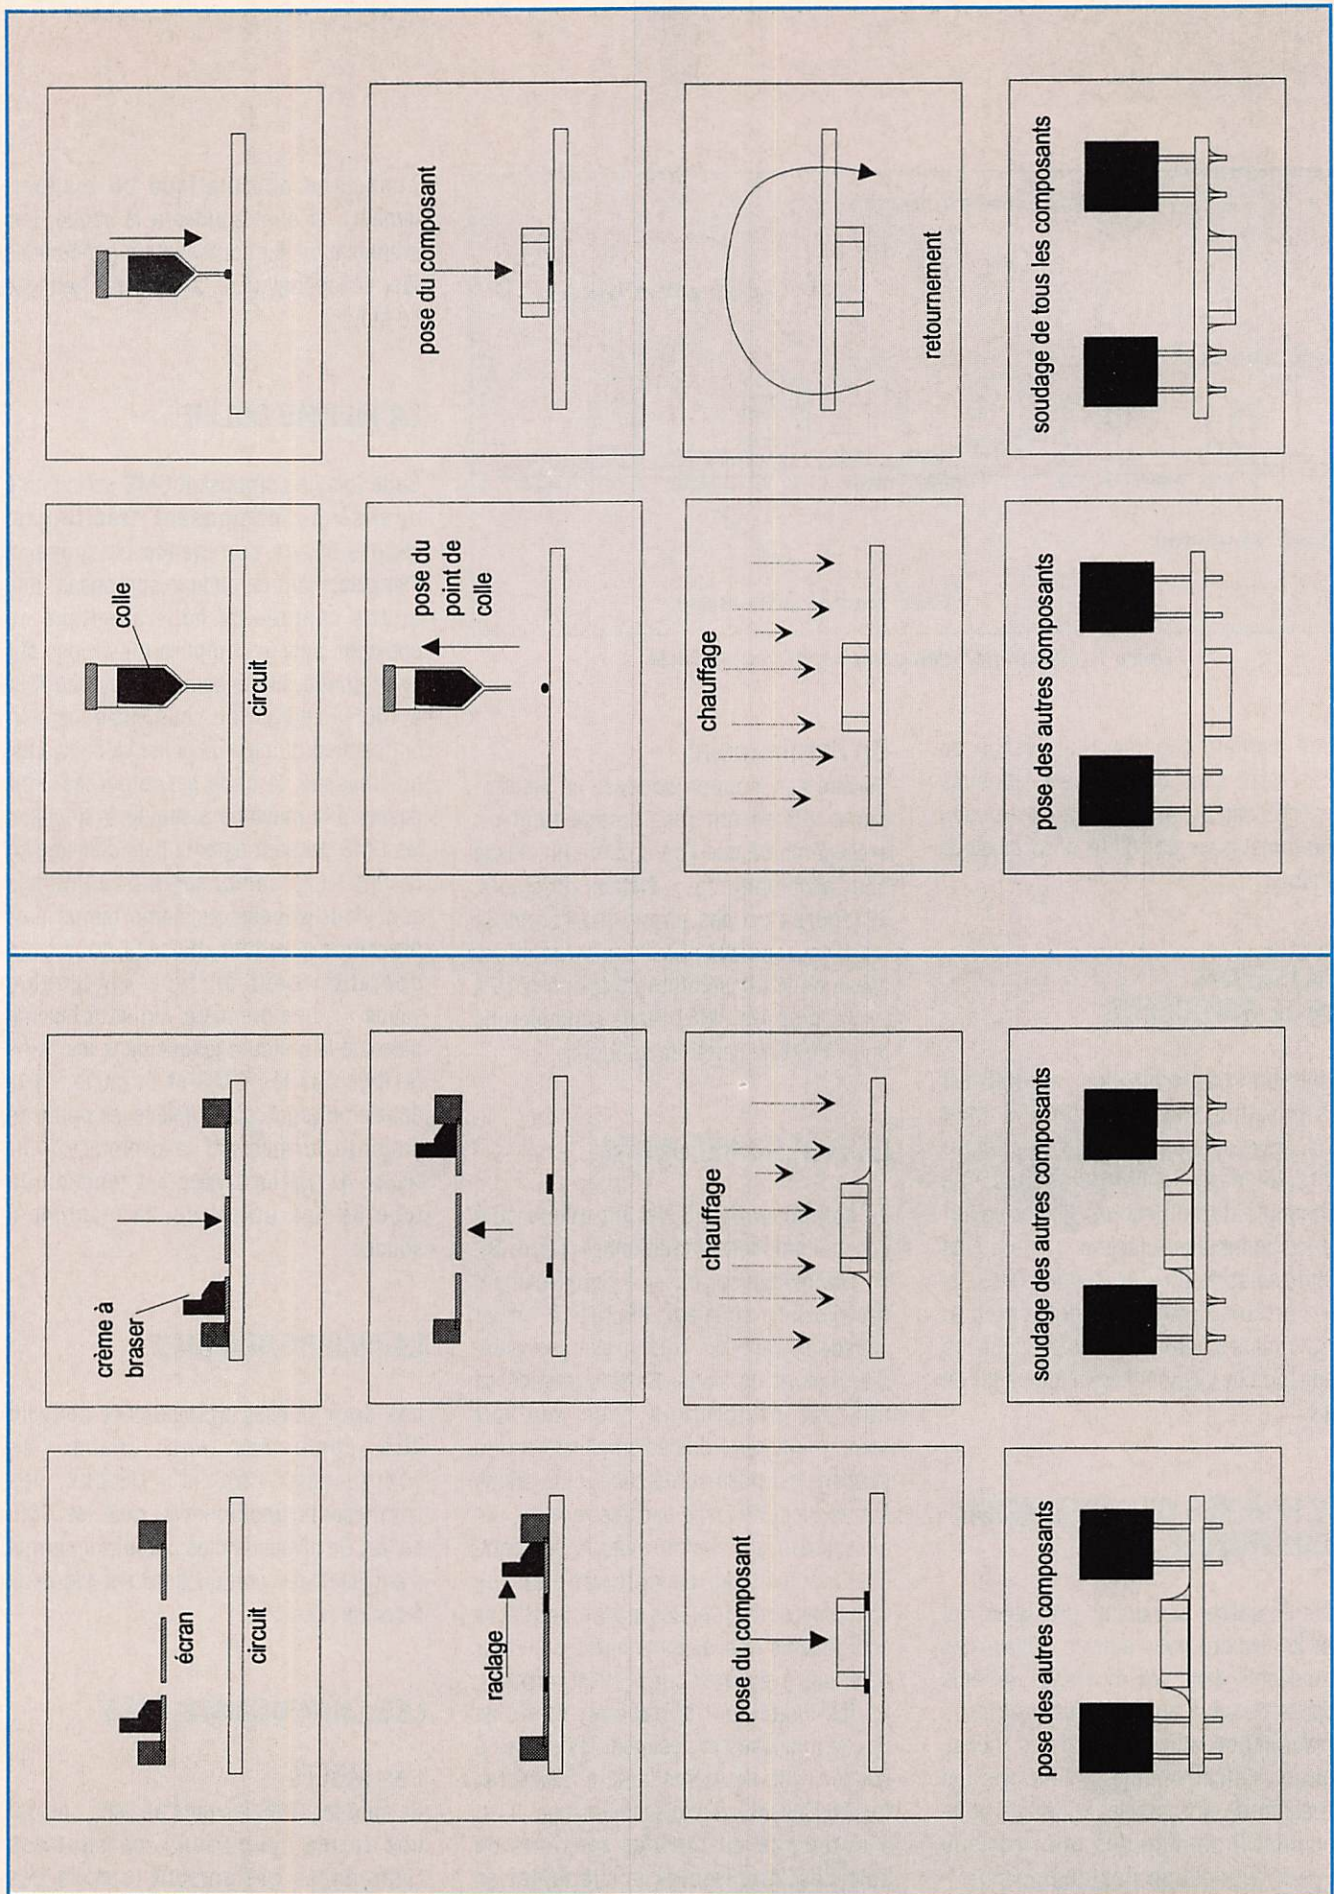 écran
circuit
crème à
braser
raclage
pose du composant
chauffage
pose des autres composants
soudage des autres composants
colle
circuit
pose du
point de
colle
pose du composant
chauffage
retournement
pose des autres composants
soudage de tous les composants